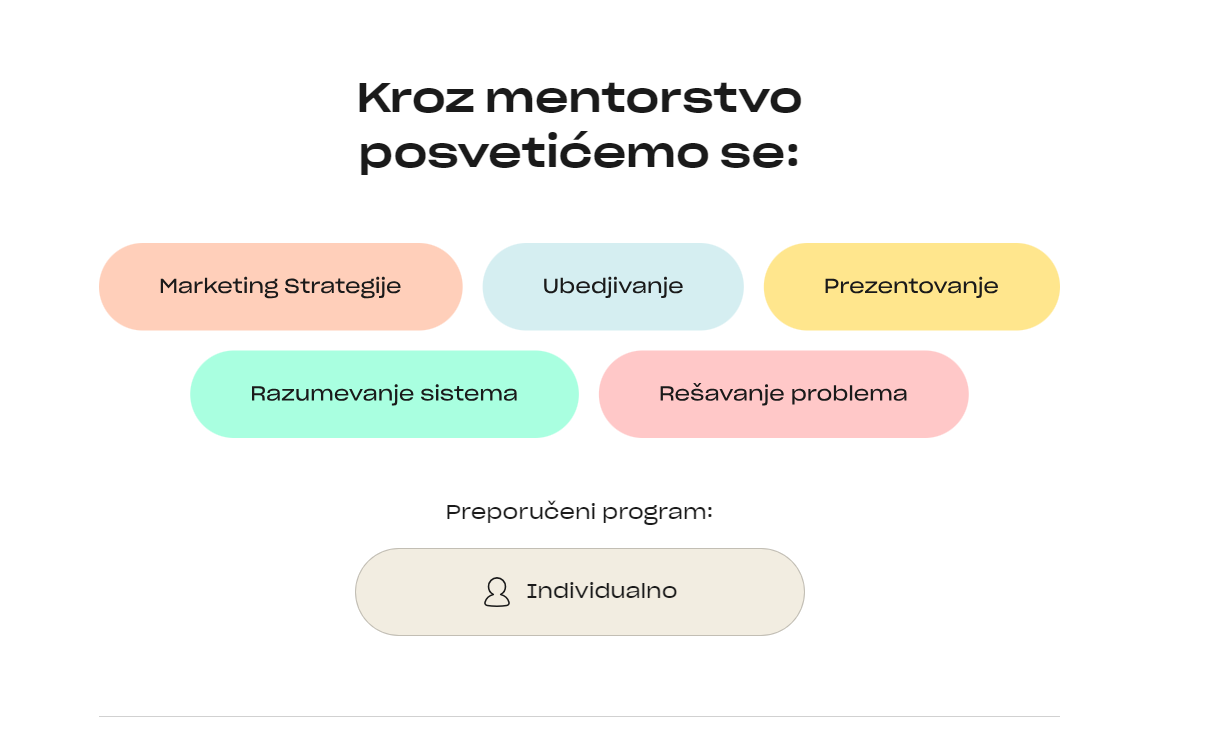 Kroz mentorstvo
posvetićemo se:
Marketing Strategije
Ubedjivanje
Prezentovanje
Razumevanje sistema
Rešavanje problema
Preporučeni program:
Individualno